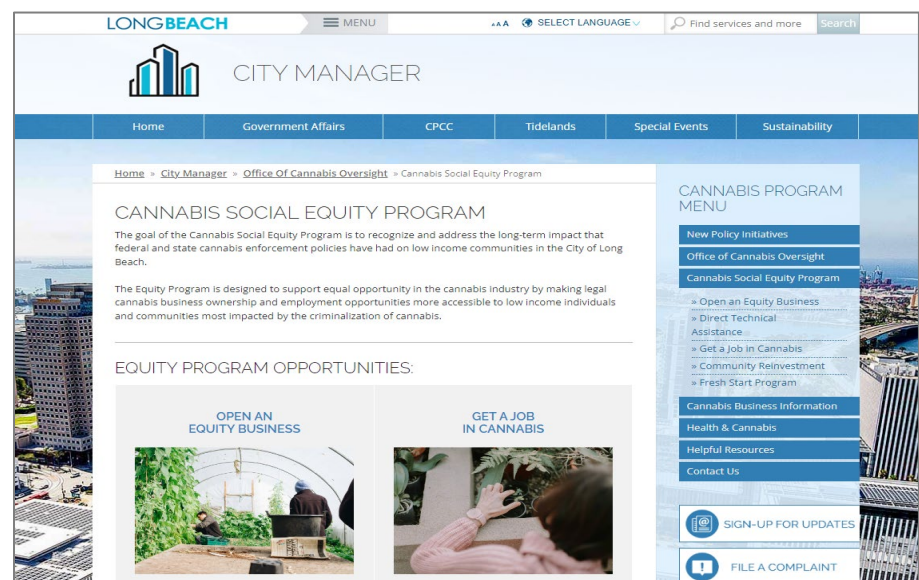 LONGBEACH
MENU
AAA
SELECT LANGUAGE
Find services and more
Search
CITY MANAGER
Home
Government Affairs
CPCC
Tidelands
Special Events
Sustainability
Home » City Manager » Office Of Cannabis Oversight » Cannabis Social Equity Program
CANNABIS SOCIAL EQUITY PROGRAM
The goal of the Cannabis Social Equity Program is to recognize and address the long-term impact that
federal and state cannabis enforcement policies have had on low income communities in the City of Long
Beach.
The Equity Program is designed to support equal opportunity in the cannabis industry by making legal
cannabis business ownership and employment opportunities more accessible to low income individuals
and communities most impacted by the criminalization of cannabis.
EQUITY PROGRAM OPPORTUNITIES:
OPEN AN
EQUITY BUSINESS
GET A JOB
IN CANNABIS
CANNABIS PROGRAM
MENU
New Policy Initiatives
Office of Cannabis Oversight
Cannabis Social Equity Program
» Open an Equity Business
» Direct Technical
Assistance
» Get a Job in Cannabis
» Community Reinvestment
» Fresh Start Program
Cannabis Business Information
Health & Cannabis
Helpful Resources
Contact Us
SIGN-UP FOR UPDATES
FILE A COMPLAINT